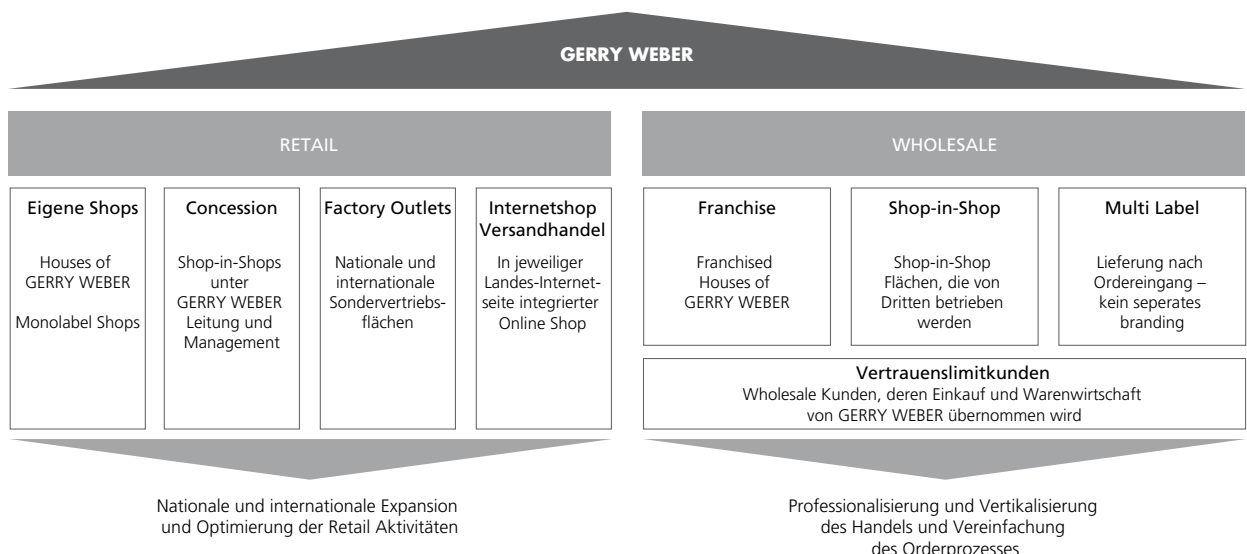 GERRY WEBER
RETAIL
Eigene Shops
Houses of
GERRY WEBER
Monolabel Shops
Concession
Shop-in-Shops
unter
GERRY WEBER
Leitung und
Management
Factory Outlets
Nationale und
internationale
Sondervertriebs-
flächen
Internetshop
Versandhandel
In jeweiliger
Landes-Internet-
seite integrierter
Online Shop
Nationale und internationale Expansion
und Optimierung der Retail Aktivitäten
WHOLESALE
Franchise
Franchised
Houses of
GERRY WEBER
Shop-in-Shop
Shop-in-Shop
Flächen, die von
Dritten betrieben
werden
Multi Label
Lieferung nach
Ordereingang –
kein seperates
branding
Vertrauenslimitkunden
Wholesale Kunden, deren Einkauf und Warenwirtschaft
von GERRY WEBER übernommen wird
Professionalisierung und Vertikalisierung
des Handels und Vereinfachung
des Orderprozesses